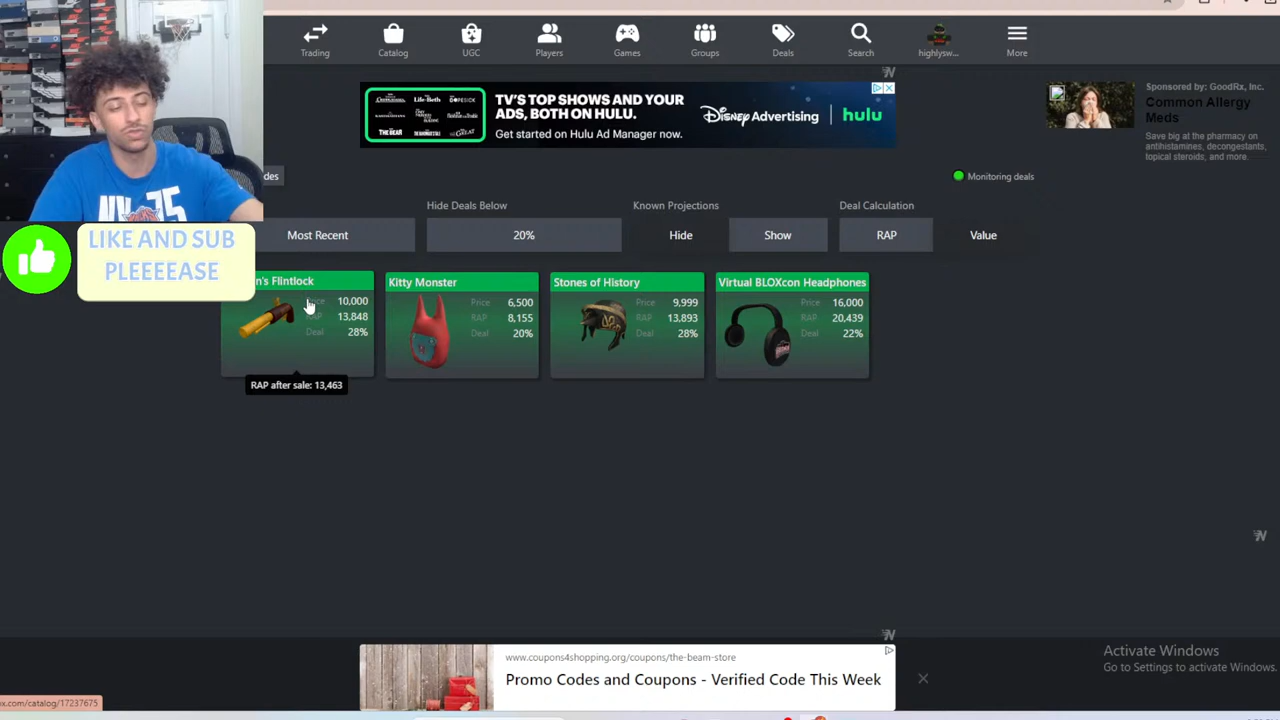 Trading
Catalog
UGC
Players
Games
Groups
Deals
Search
highlysw...
More
TV'S TOP SHOWS AND YOUR
ADS, BOTH ON HULU.
Get started on Hulu Ad Manager now.
Disney Advertising
hulu
Sponsored by: GoodRx, Inc.
Common Allergy
Meds
Save big at the pharmacy on
antihistamines, decongestants,
topical steroids, and more.
des
Monitoring deals
Hide Deals Below
Known Projections
Deal Calculation
Most Recent
20%
Hide
Show
RAP
Value
LIKE AND SUB
PLEEEEASE
n's Flintlock
Price 10,000
RAP 13,848
Deal 28%
RAP after sale: 13,463
Kitty Monster
Price 6,500
RAP 8,155
Deal 20%
Stones of History
Price 9,999
RAP 13,893
Deal 28%
Virtual BLOXcon Headphones
Price 16,000
RAP 20,439
Deal 22%
www.coupons4shopping.org/coupons/the-beam-store
Promo Codes and Coupons - Verified Code This Week
Activate Windows
Go to Settings to activate Windows.
ox.com/catalog/17237675